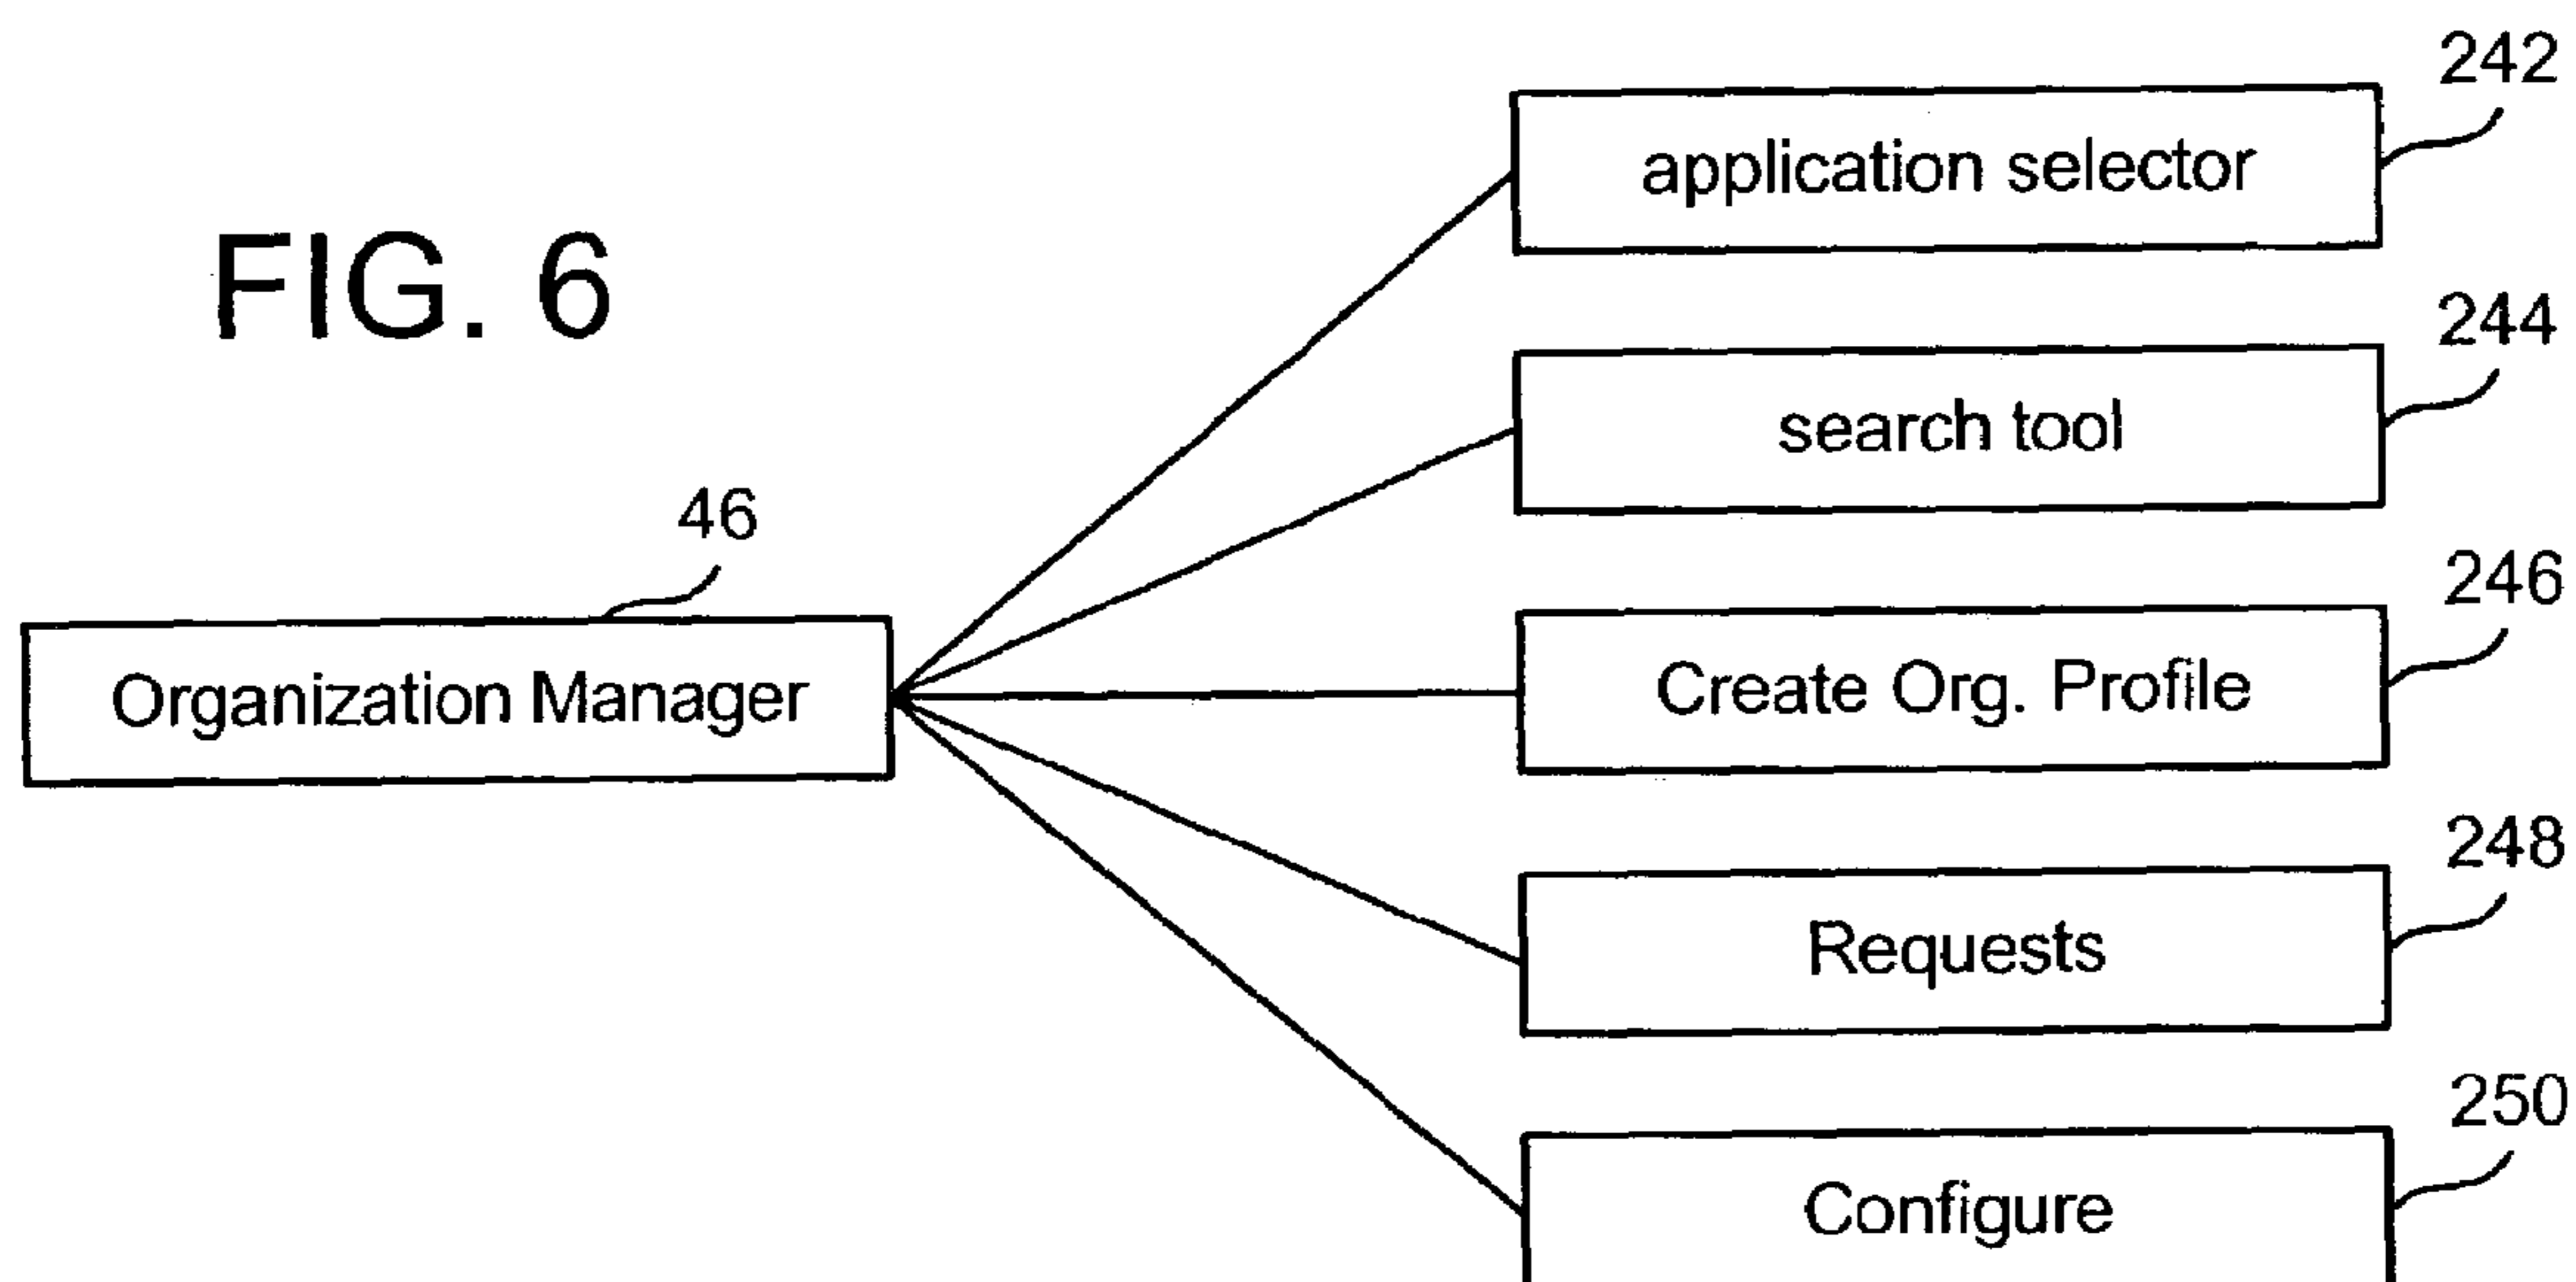 242
application selector
FIG. 6
244
search tool
46
246
Organization Manager
Create Org. Profile
248
Requests
250
Configure